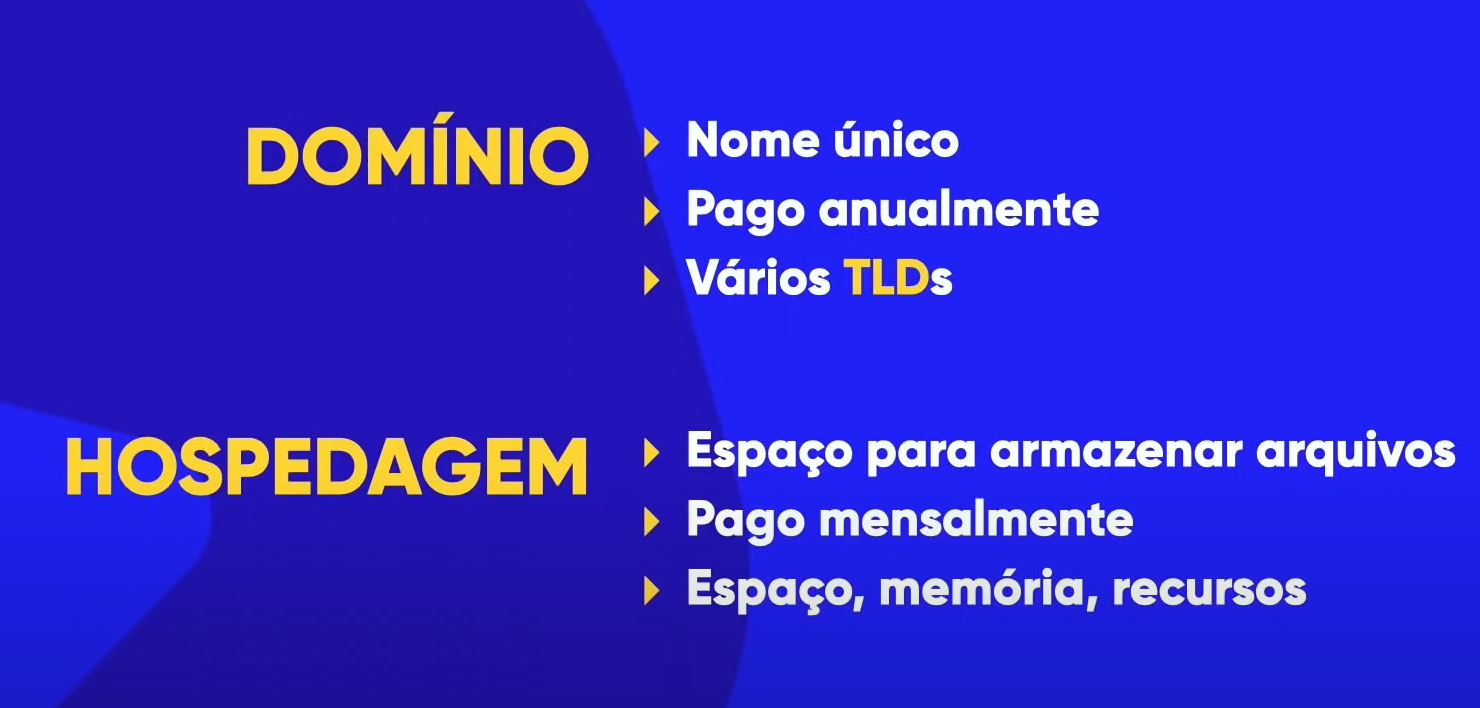 DOMÍNIO
Nome único
Pago anualmente
Vários TLDs
HOSPEDAGEM
Espaço para armazenar arquivos
Pago mensalmente
Espaço, memória, recursos